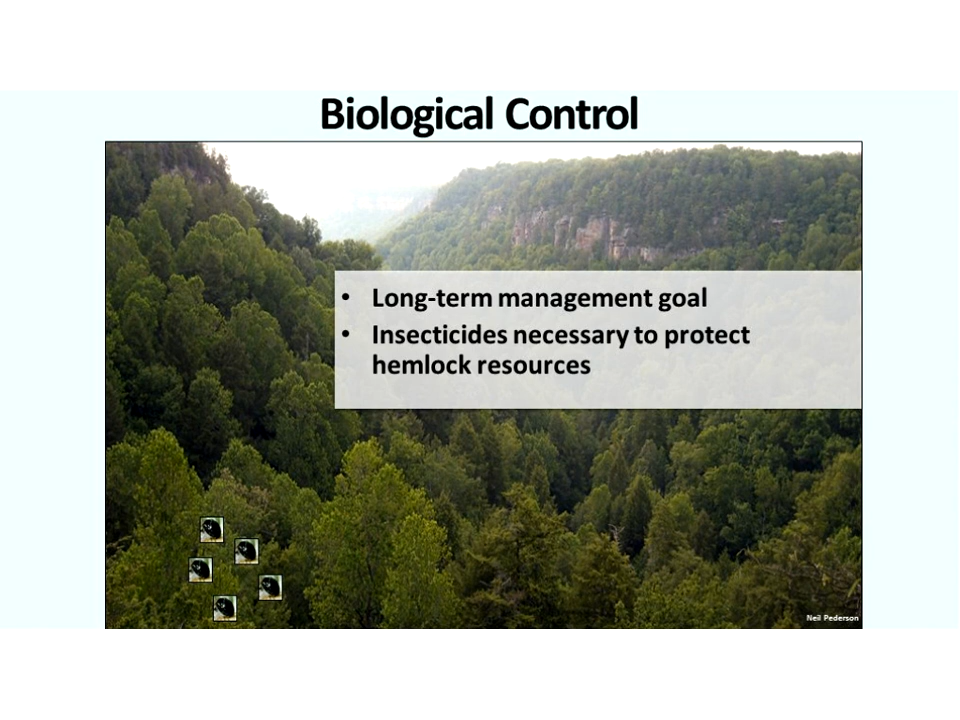 Biological Control
• Long-term management goal
• Insecticides necessary to protect
hemlock resources
Neil Pederson